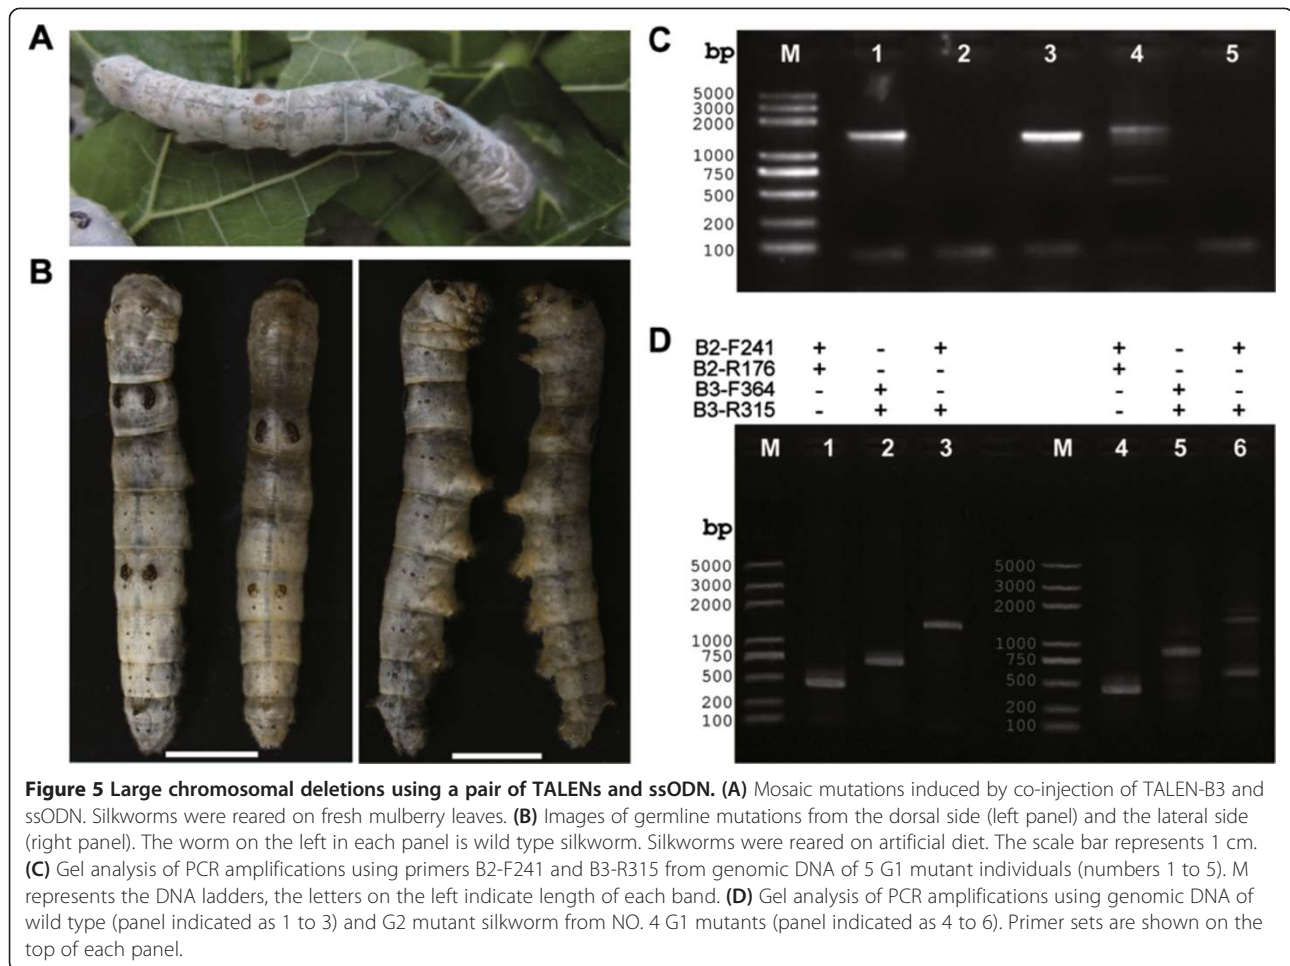 A
B
C
bp M 1 2 3 4 5
5000
3000
2000
1000
750
500
200
100
D
B2-F241 + - + + - +
B2-R176 + - - + - -
B3-F364 - + - - + -
B3-R315 - + + - + +
M 1 2 3 M 4 5 6
bp
5000 5000
3000 3000
2000 2000
1000 1000
750 750
500 500
200 200
100 100
Figure 5 Large chromosomal deletions using a pair of TALENs and ssODN. (A) Mosaic mutations induced by co-injection of TALEN-B3 and
ssODN. Silkworms were reared on fresh mulberry leaves. (B) Images of germline mutations from the dorsal side (left panel) and the lateral side
(right panel). The worm on the left in each panel is wild type silkworm. Silkworms were reared on artificial diet. The scale bar represents 1 cm.
(C) Gel analysis of PCR amplifications using primers B2-F241 and B3-R315 from genomic DNA of 5 G1 mutant individuals (numbers 1 to 5). M
represents the DNA ladders, the letters on the left indicate length of each band. (D) Gel analysis of PCR amplifications using genomic DNA of
wild type (panel indicated as 1 to 3) and G2 mutant silkworm from NO. 4 G1 mutants (panel indicated as 4 to 6). Primer sets are shown on the
top of each panel.